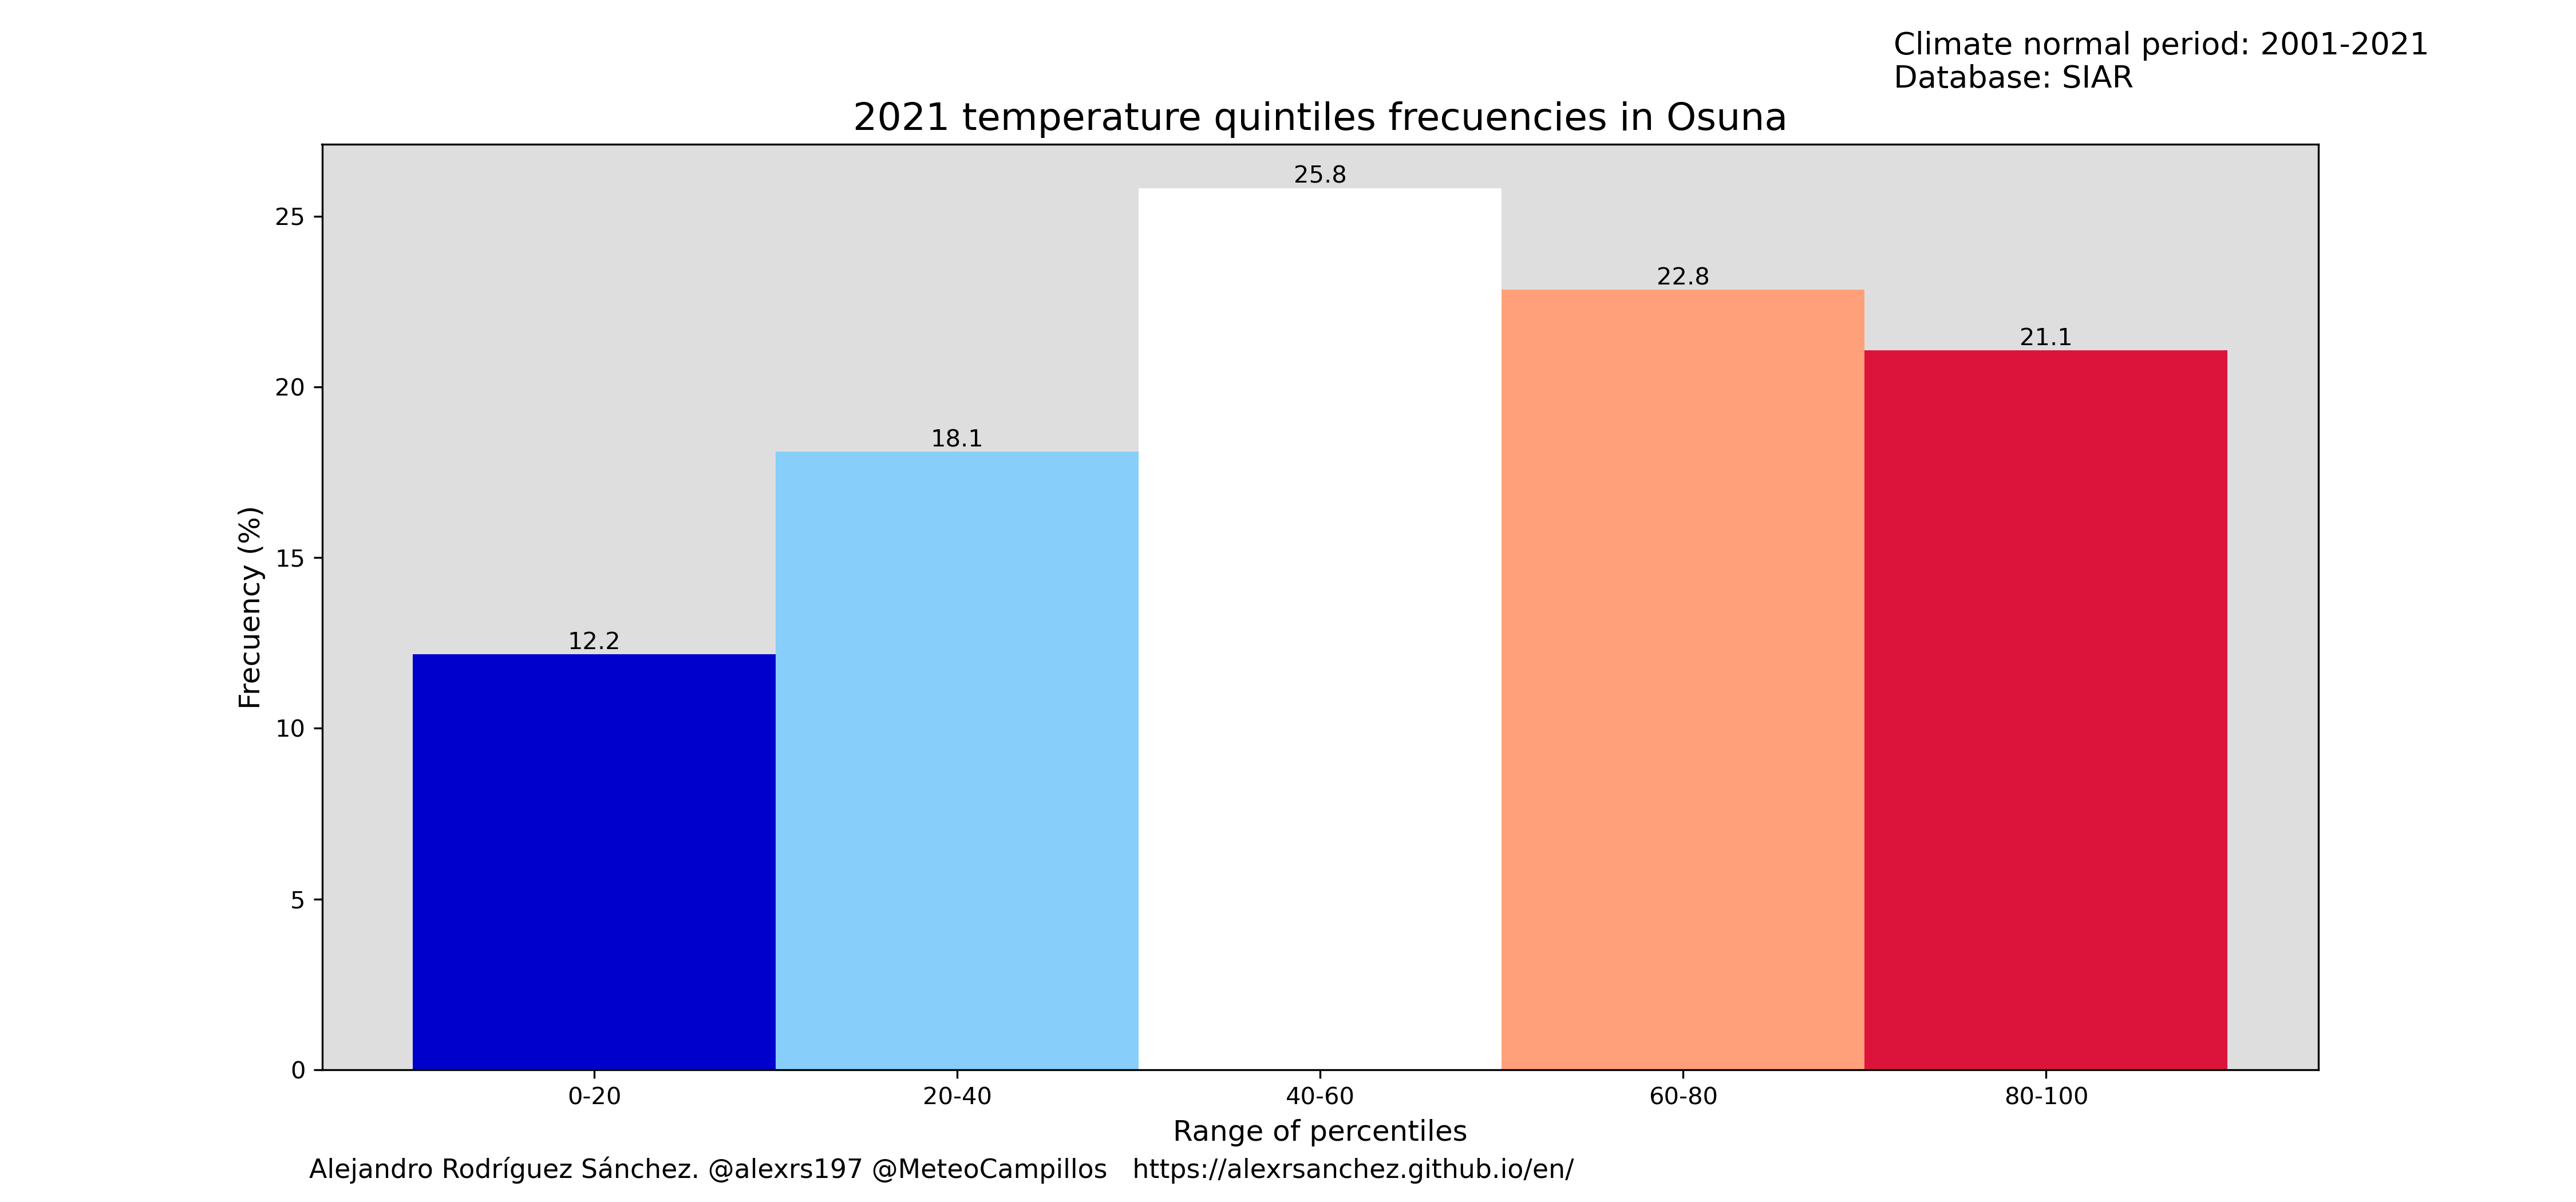 Climate normal period: 2001-2021
Database: SIAR
2021 temperature quintiles frecuencies in Osuna
25.8
25
22.8
21.1
20
18.1
Frecuency (%)
15
12.2
10
5
0
0-20 20-40 40-60 60-80 80-100
Range of percentiles
Alejandro Rodríguez Sánchez. @alexrs197 @MeteoCampillos https://alexrsanchez.github.io/en/